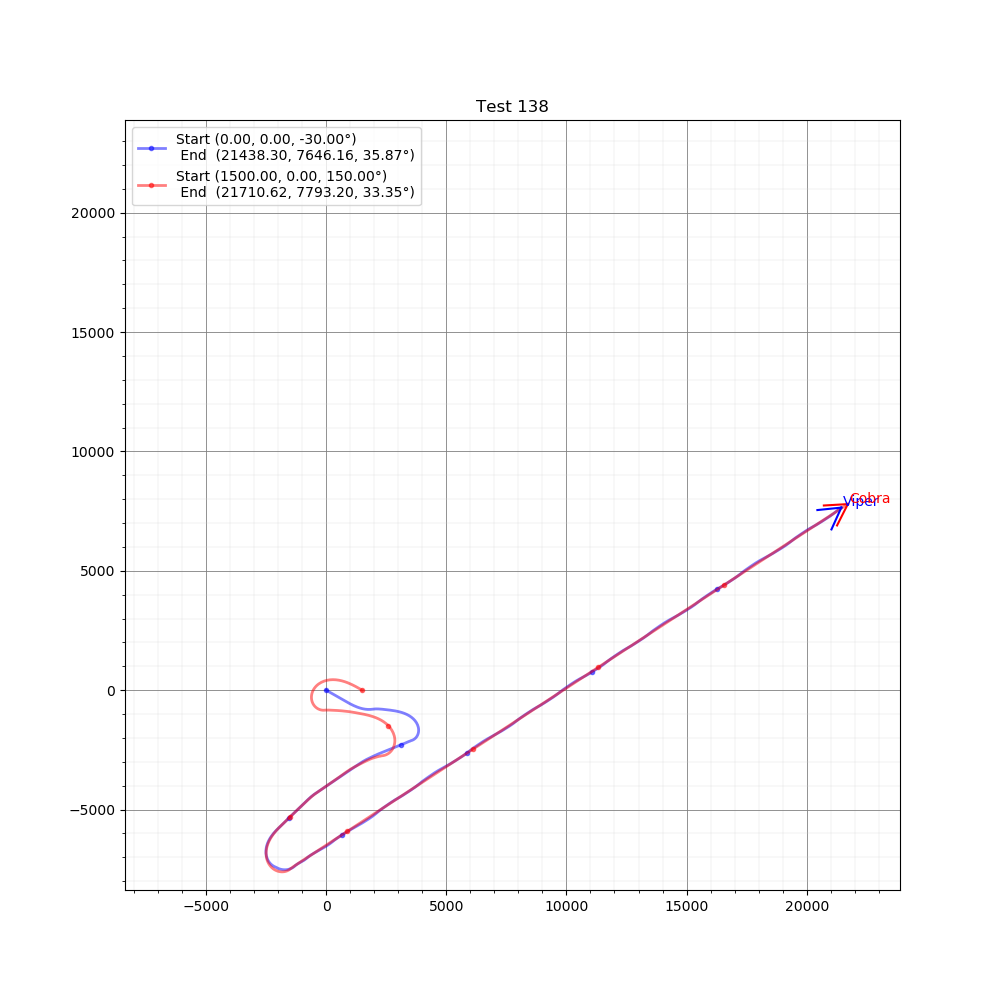 Test 138
Start (0.00, 0.00, -30.00°)
End  (21438.30, 7646.16, 35.87°)
Start (1500.00, 0.00, 150.00°)
End  (21710.62, 7793.20, 33.35°)
20000
15000
10000
5000
0
−5000
Cobra
Viper
−5000
0
5000
10000
15000
20000